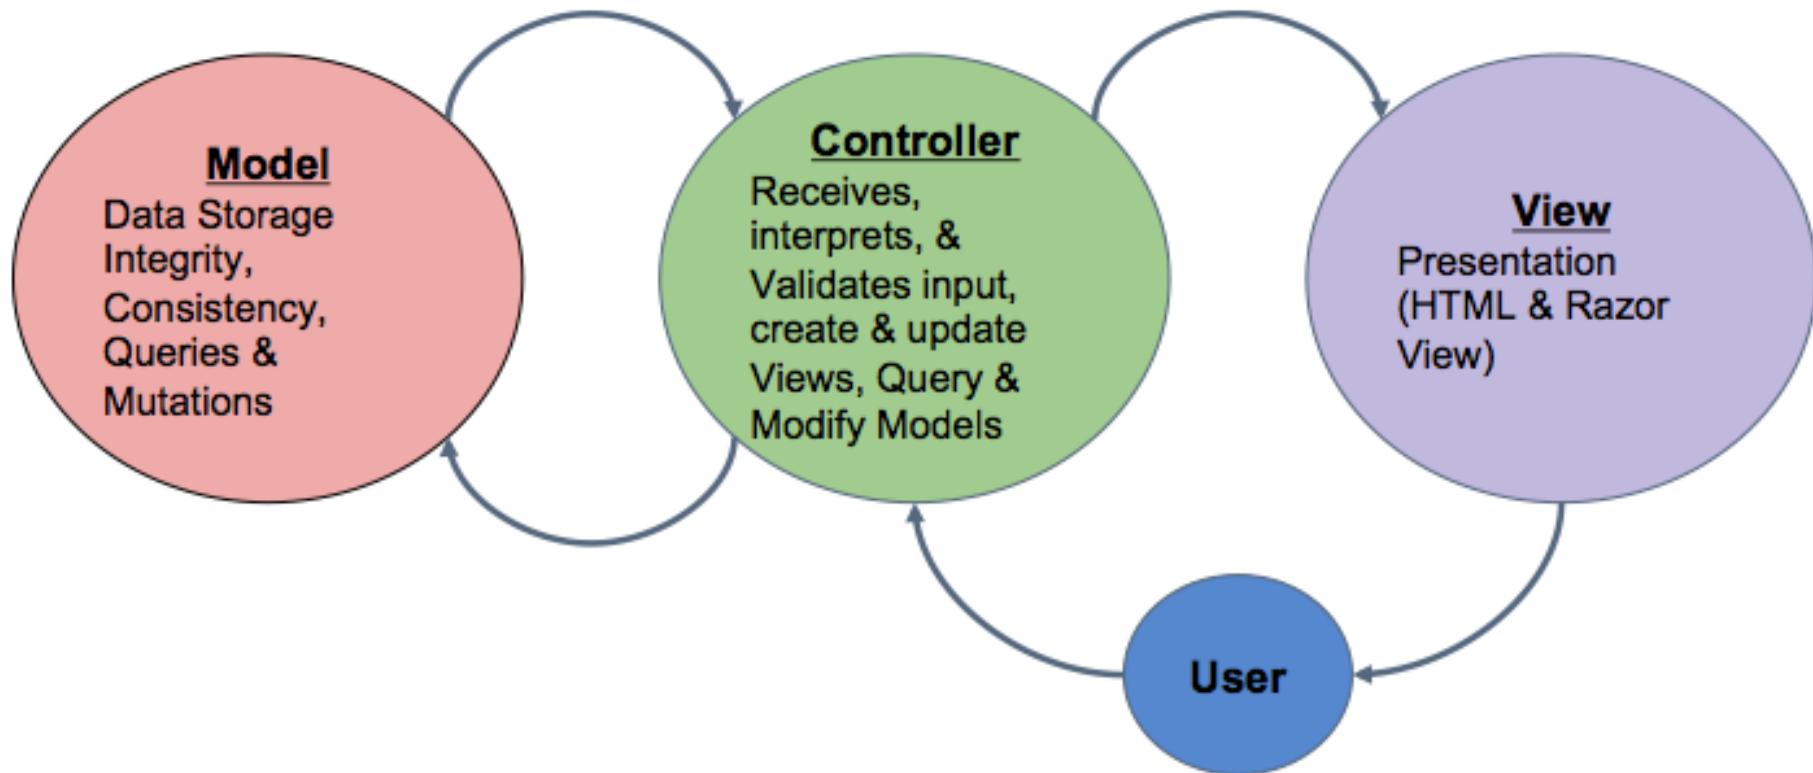 Model
Data Storage
Integrity,
Consistency,
Queries &
Mutations
Controller
Receives,
interprets, &
Validates input,
create & update
Views, Query &
Modify Models
View
Presentation
(HTML & Razor
View)
User